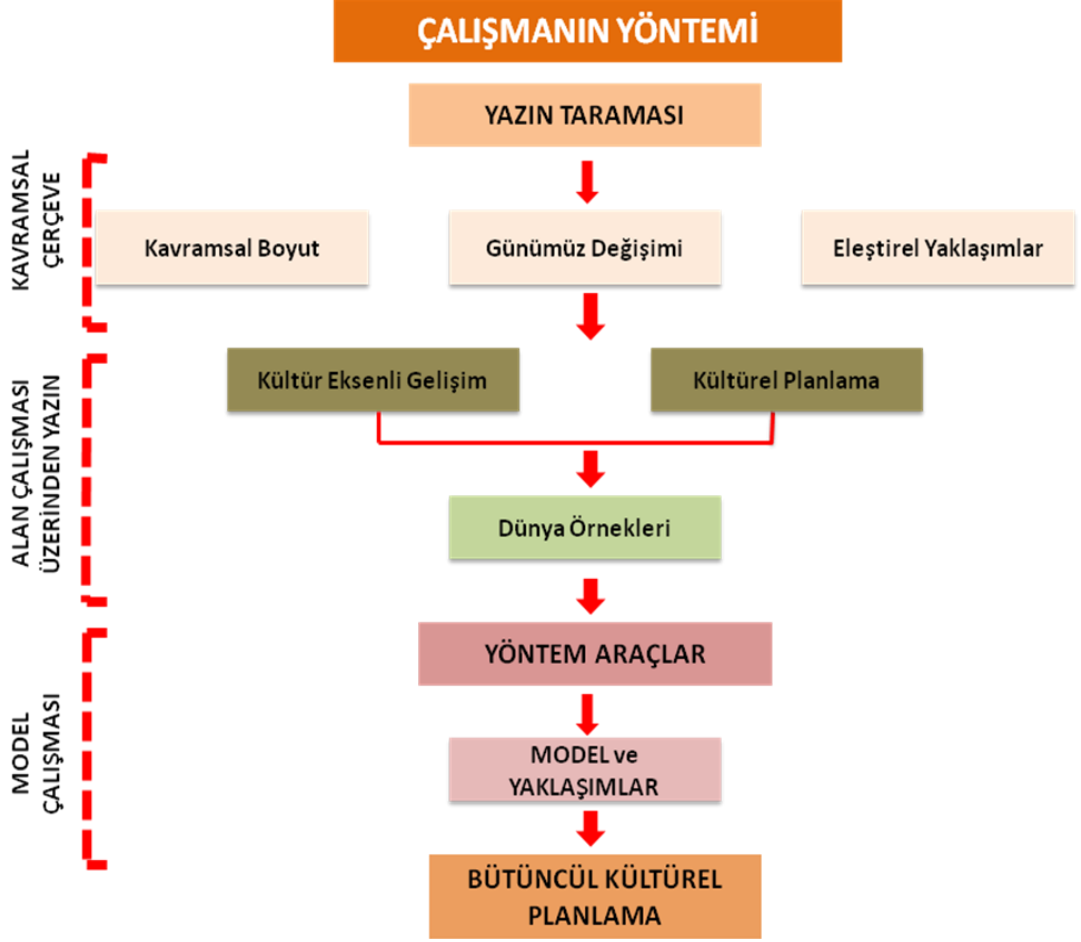 ÇALIŞMANIN YÖNTEMİ
YAZIN TARAMASI
KAVRAMSAL
ÇERÇEVE
Kavramsal Boyut
Günümüz Değişimi
Eleştirel Yaklaşımlar
ALAN ÇALIŞMASI
ÜZERİNDEN YAZIN
Kültür Eksenli Gelişim
Kültürel Planlama
Dünya Örnekleri
MODEL
ÇALIŞMASI
YÖNTEM ARAÇLAR
MODEL ve
YAKLAŞIMLAR
BÜTÜNCÜL KÜLTÜREL
PLANLAMA